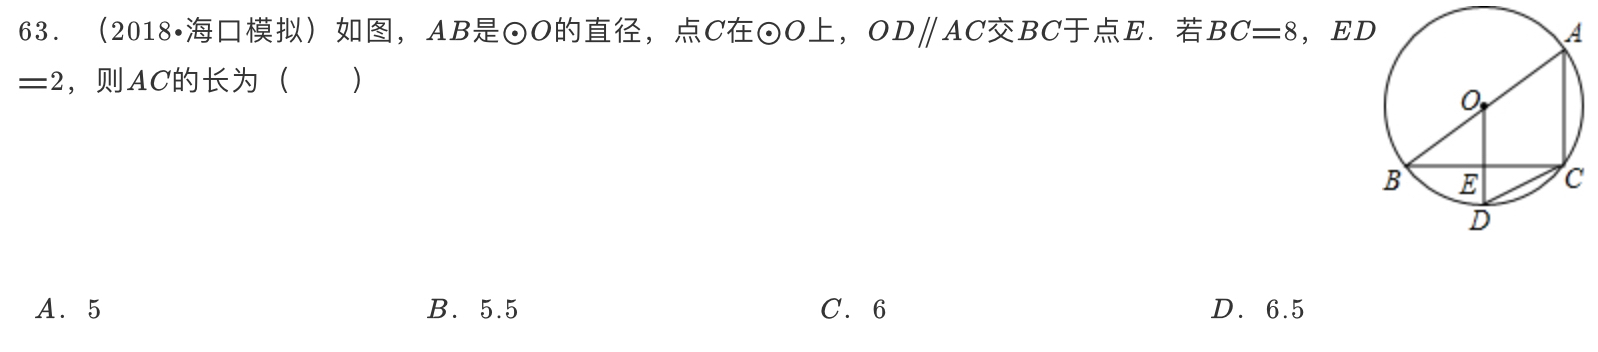 63. （2018•海口模拟）如图，AB是⊙O的直径，点C在⊙O上，OD∥AC交BC于点E．若BC＝8，ED
＝2，则AC的长为（　　）
A
O
B
E
C
D
A．5　　B．5.5　　C．6　　D．6.5